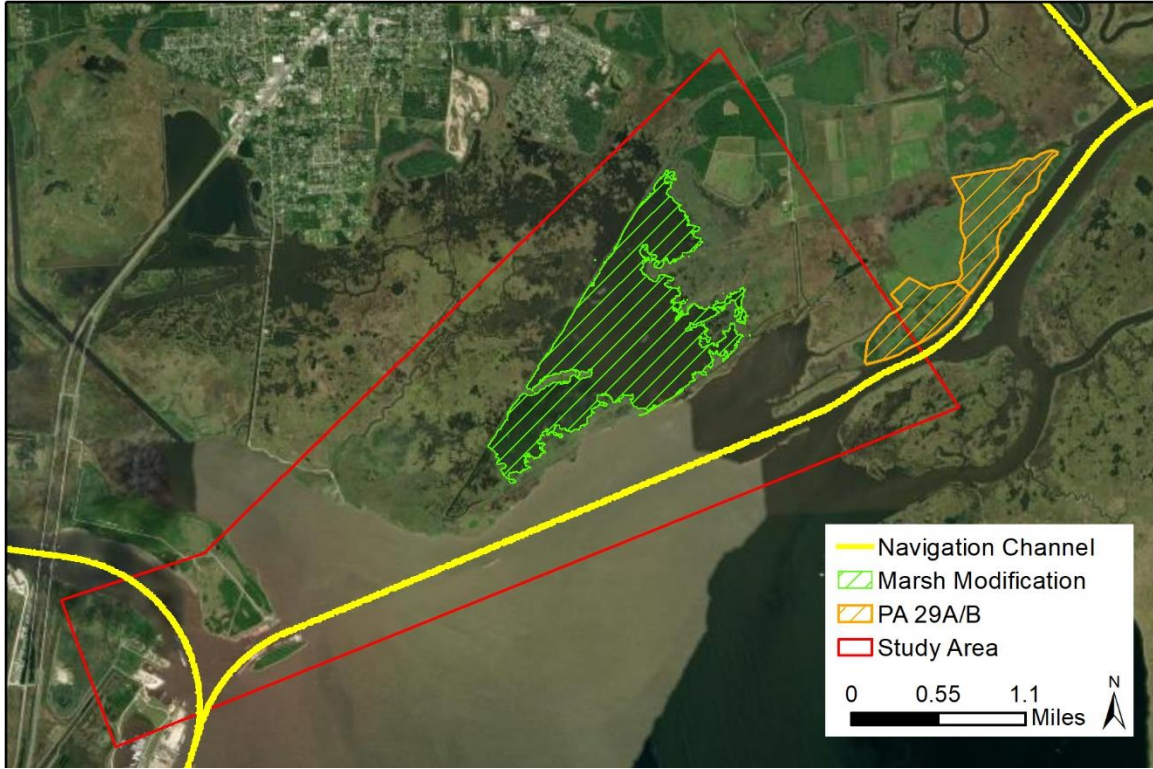 Navigation Channel
Marsh Modification
PA 29A/B
Study Area
0 0.55 1.1
Miles
N